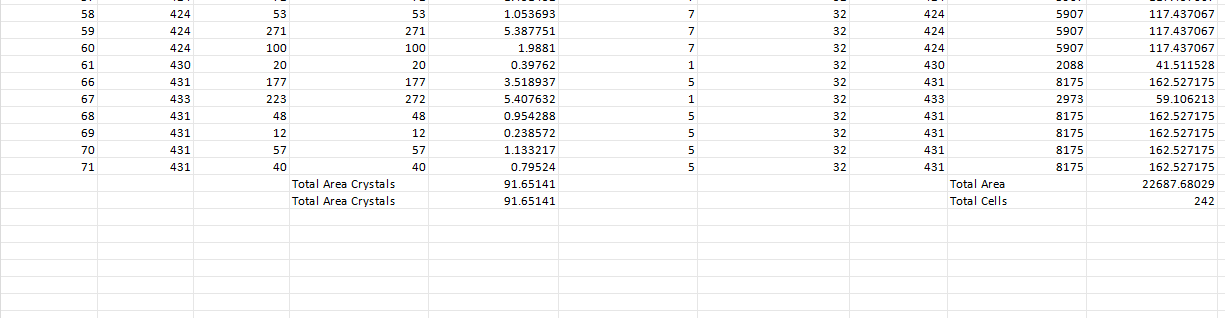 58 424 53 53 1.053693 7 32 424 5907 117.437067
59 424 271 271 5.387751 7 32 424 5907 117.437067
60 424 100 100 1.9881 7 32 424 5907 117.437067
61 430 20 20 0.39762 1 32 430 2088 41.511528
66 431 177 177 3.518937 5 32 431 8175 162.527175
67 433 223 272 5.407632 1 32 433 2973 59.106213
68 431 48 48 0.954288 5 32 431 8175 162.527175
69 431 12 12 0.238572 5 32 431 8175 162.527175
70 431 57 57 1.133217 5 32 431 8175 162.527175
71 431 40 40 0.79524 5 32 431 8175 162.527175
Total Area Crystals 91.65141 Total Area 22687.68029
Total Area Crystals 91.65141 Total Cells 242